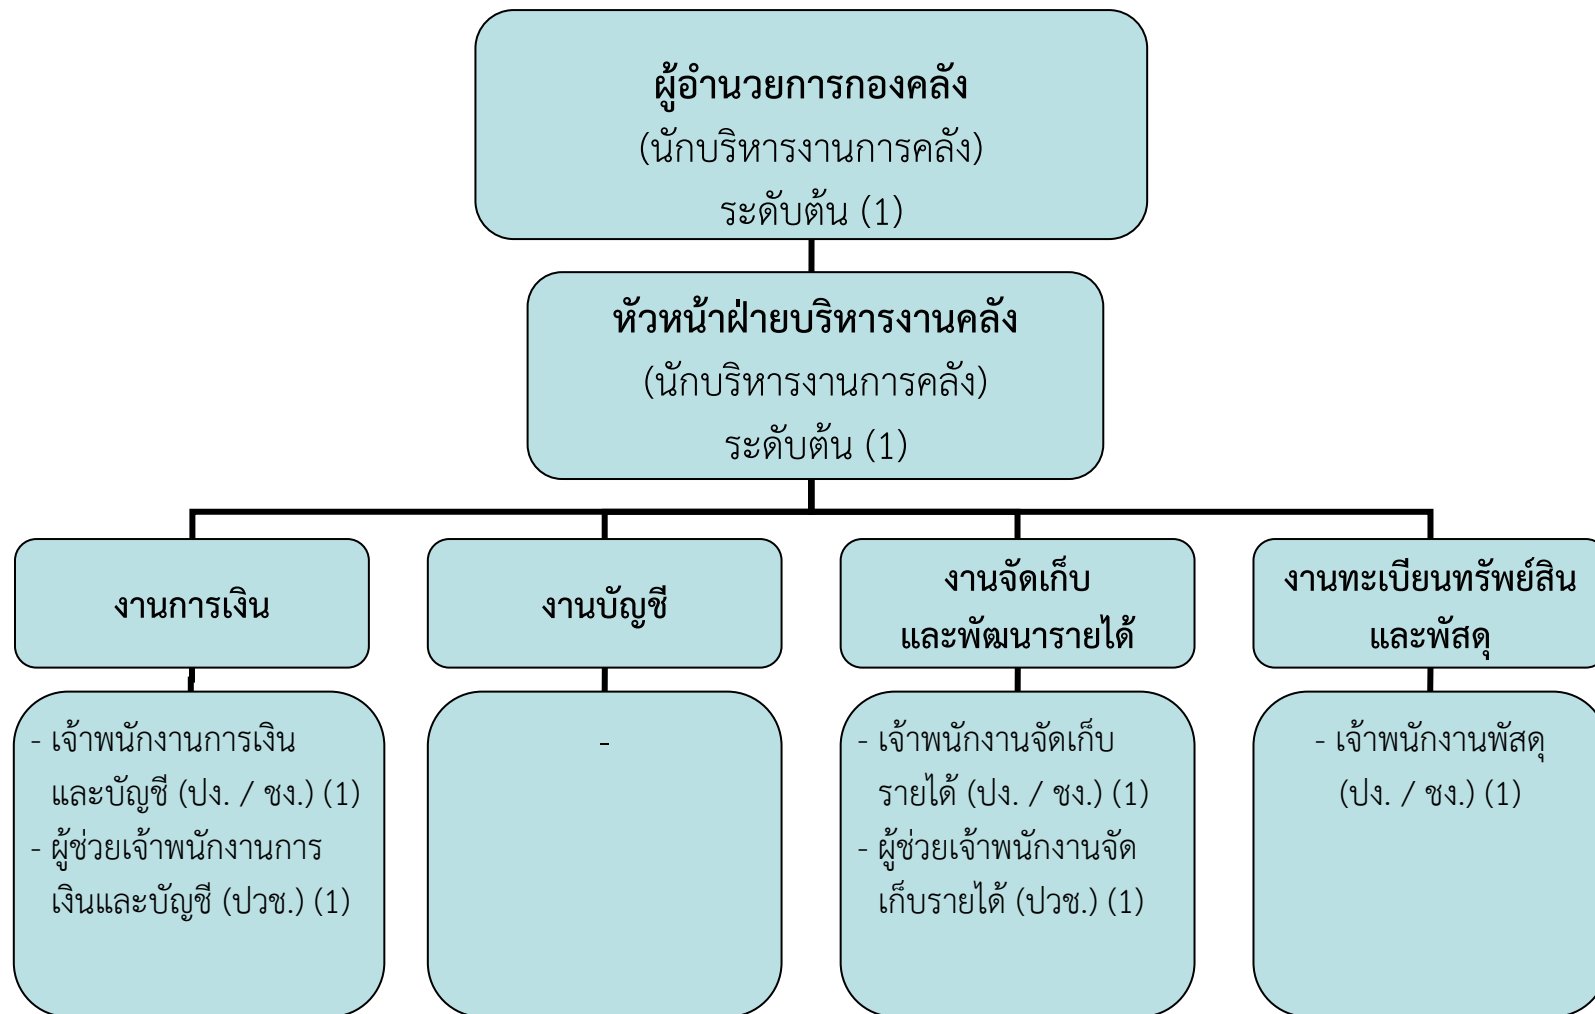 ผู้อำนวยการกองคลัง
(นักบริหารงานการคลัง)
ระดับต้น (1)
หัวหน้าฝ่ายบริหารงานคลัง
(นักบริหารงานการคลัง)
ระดับต้น (1)
งานการเงิน
- เจ้าพนักงานการเงิน
และบัญชี (ปง. / ชง.) (1)
- ผู้ช่วยเจ้าพนักงานการ
เงินและบัญชี (ปวช.) (1)
งานบัญชี
-
งานจัดเก็บ
และพัฒนารายได้
- เจ้าพนักงานจัดเก็บ
รายได้ (ปง. / ชง.) (1)
- ผู้ช่วยเจ้าพนักงานจัด
เก็บรายได้ (ปวช.) (1)
งานทะเบียนทรัพย์สิน
และพัสดุ
- เจ้าพนักงานพัสดุ
(ปง. / ชง.) (1)